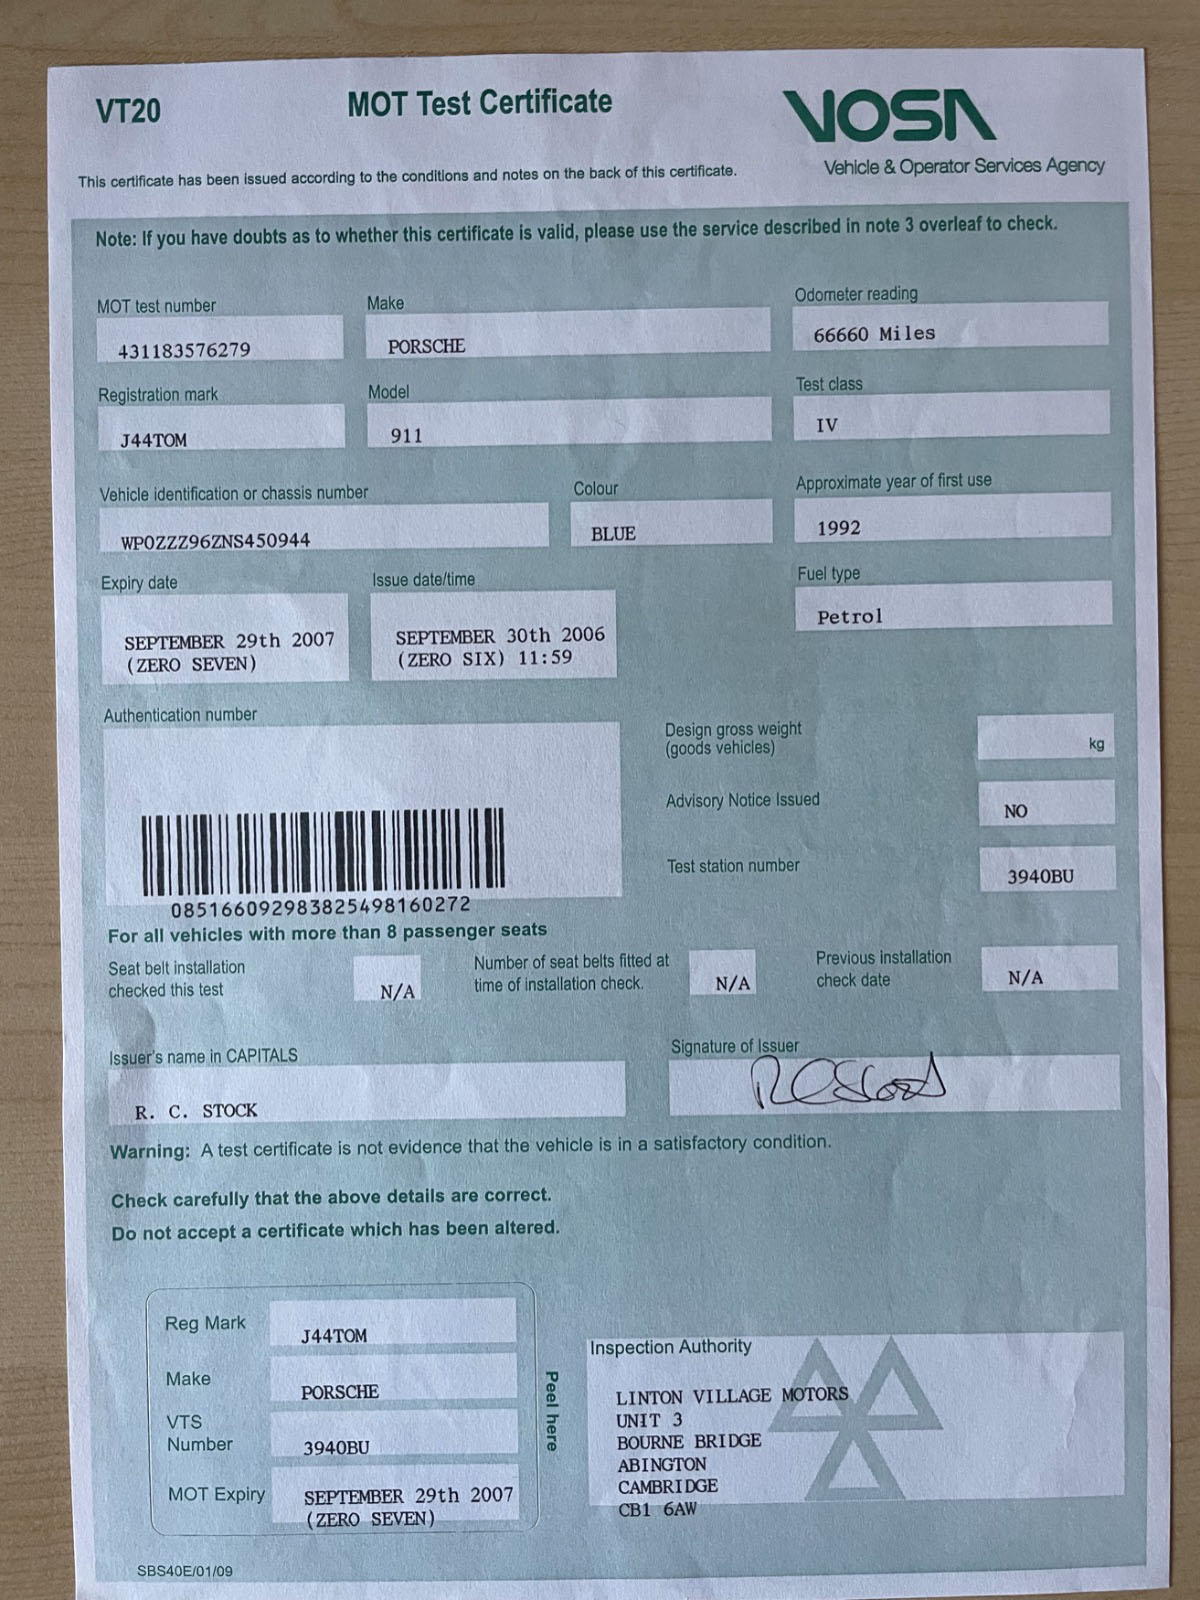 VT20
MOT Test Certificate
VOSA
Vehicle & Operator Services Agency
This certificate has been issued according to the conditions and notes on the back of this certificate.
Note: If you have doubts as to whether this certificate is valid, please use the service described in note 3 overleaf to check.
MOT test number
Make
Odometer reading
431183576279
PORSCHE
66660 Miles
Registration mark
Model
Test class
J44TOM
911
IV
Vehicle identification or chassis number
Colour
Approximate year of first use
WP0ZZZ96ZNS450944
BLUE
1992
Expiry date
Issue date/time
Fuel type
SEPTEMBER 29th 2007
(ZERO SEVEN)
SEPTEMBER 30th 2006
(ZERO SIX) 11:59
Petrol
Authentication number
Design gross weight
(goods vehicles)
kg
Advisory Notice Issued
NO
Test station number
3940BU
085166092983825498160272
For all vehicles with more than 8 passenger seats
Seat belt installation
checked this test
N/A
Number of seat belts fitted at
time of installation check.
N/A
Previous installation
check date
N/A
Issuer's name in CAPITALS
Signature of Issuer
R. C. STOCK
RCStock
Warning: A test certificate is not evidence that the vehicle is in a satisfactory condition.
Check carefully that the above details are correct.
Do not accept a certificate which has been altered.
Reg Mark
J44TOM
Make
PORSCHE
VTS
Number
3940BU
MOT Expiry
SEPTEMBER 29th 2007
(ZERO SEVEN)
Peel here
Inspection Authority
LINTON VILLAGE MOTORS
UNIT 3
BOURNE BRIDGE
ABINGTON
CAMBRIDGE
CB1 6AW
SBS40E/01/09